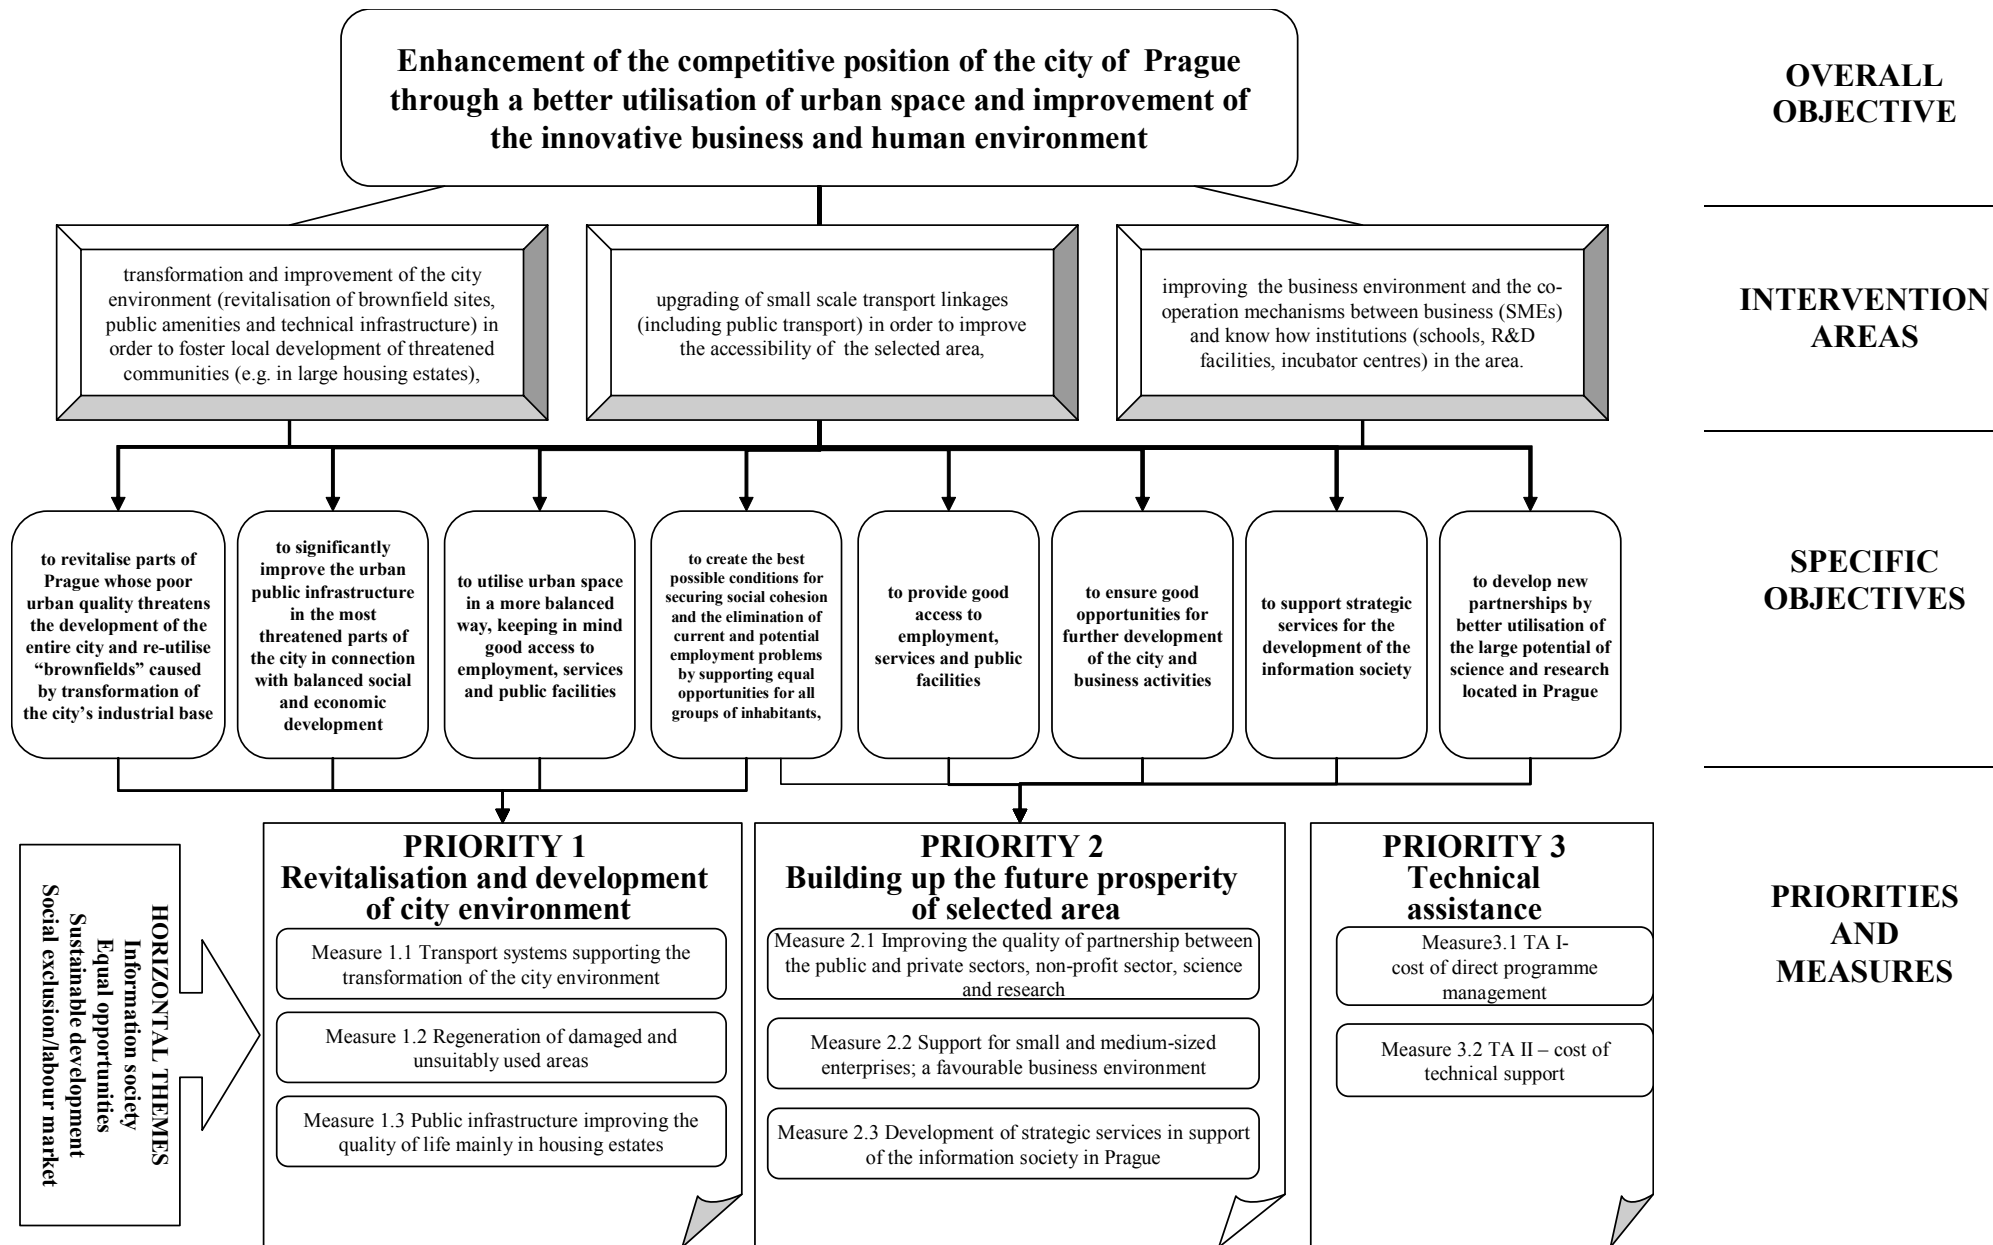 Enhancement of the competitive position of the city of Prague
through a better utilisation of urban space and improvement of
the innovative business and human environment
OVERALL
OBJECTIVE
transformation and improvement of the city
environment (revitalisation of brownfield sites,
public amenities and technical infrastructure) in
order to foster local development of threatened
communities (e.g. in large housing estates),
upgrading of small scale transport linkages
(including public transport) in order to improve
the accessibility of the selected area,
improving the business environment and the co-
operation mechanisms between business (SMEs)
and know how institutions (schools, R&D
facilities, incubator centres) in the area.
INTERVENTION
AREAS
to revitalise parts of
Prague whose poor
urban quality threatens
the development of the
entire city and re-utilise
“brownfields” caused
by transformation of
the city’s industrial base
to significantly
improve the urban
public infrastructure
in the most
threatened parts of
the city in connection
with balanced social
and economic
development
to utilise urban space
in a more balanced
way, keeping in mind
good access to
employment, services
and public facilities
to create the best
possible conditions for
securing social cohesion
and the elimination of
current and potential
employment problems
by supporting equal
opportunities for all
groups of inhabitants,
to provide good
access to
employment,
services and public
facilities
to ensure good
opportunities for
further development
of the city and
business activities
to support strategic
services for the
development of the
information society
to develop new
partnerships by
better utilisation of
the large potential of
science and research
located in Prague
SPECIFIC
OBJECTIVES
HORIZONTAL THEMES
Information society
Equal opportunities
Sustainable development
Social exclusion/labour market
PRIORITY 1
Revitalisation and development
of city environment
Measure 1.1 Transport systems supporting the
transformation of the city environment
Measure 1.2 Regeneration of damaged and
unsuitably used areas
Measure 1.3 Public infrastructure improving the
quality of life mainly in housing estates
PRIORITY 2
Building up the future prosperity
of selected area
Measure 2.1 Improving the quality of partnership between
the public and private sectors, non-profit sector, science
and research
Measure 2.2 Support for small and medium-sized
enterprises; a favourable business environment
Measure 2.3 Development of strategic services in support
of the information society in Prague
PRIORITY 3
Technical
assistance
Measure3.1 TA I-
cost of direct programme
management
Measure 3.2 TA II – cost of
technical support
PRIORITIES
AND
MEASURES